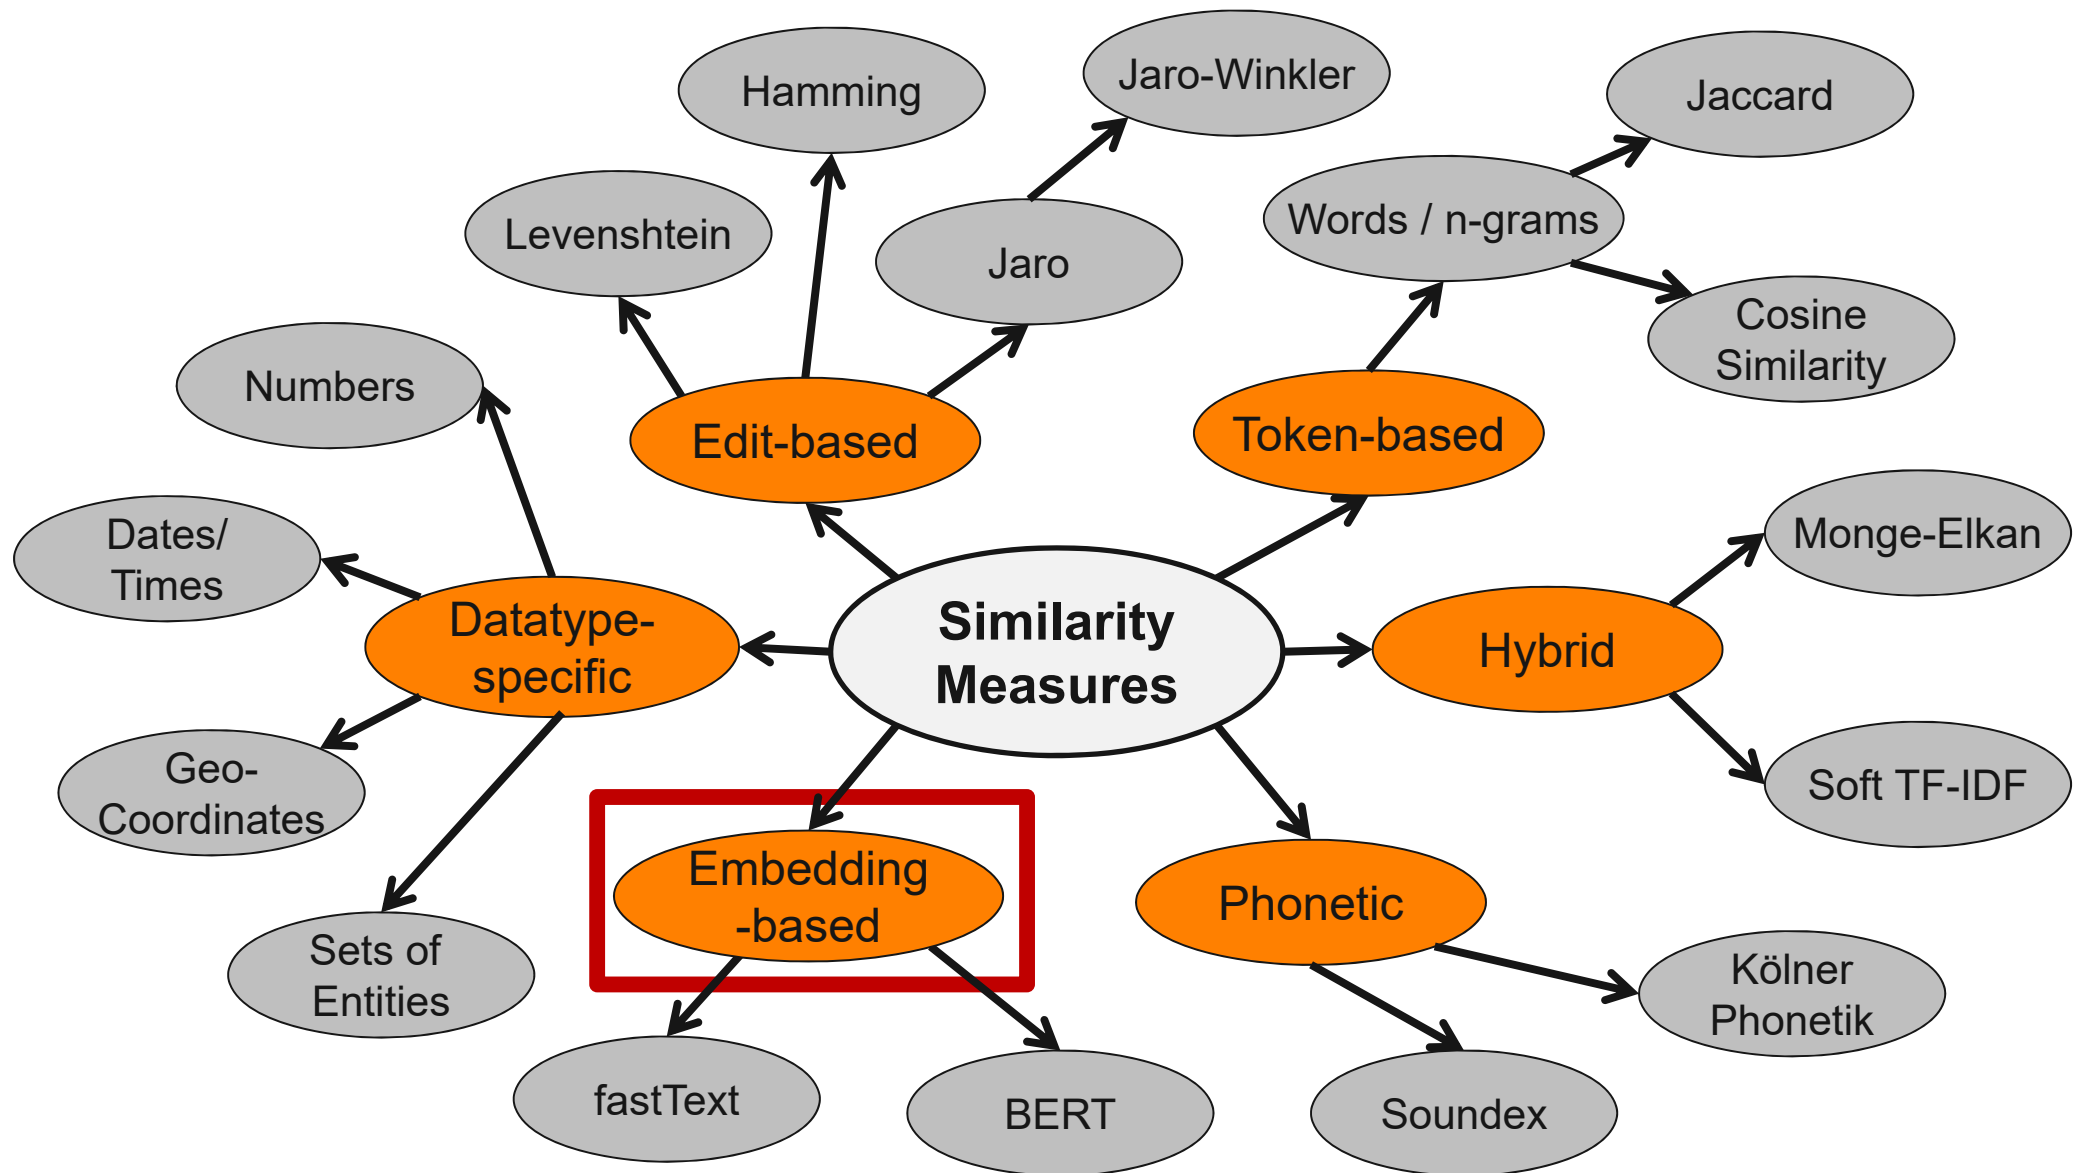 Hamming
Jaro-Winkler
Jaccard
Levenshtein
Jaro
Words / n-grams
Cosine
Similarity
Numbers
Edit-based
Token-based
Dates/
Times
Monge-Elkan
Datatype-
specific
Similarity
Measures
Hybrid
Geo-
Coordinates
Soft TF-IDF
Embedding
-based
Phonetic
Sets of
Entities
Kölner
Phonetik
fastText
BERT
Soundex